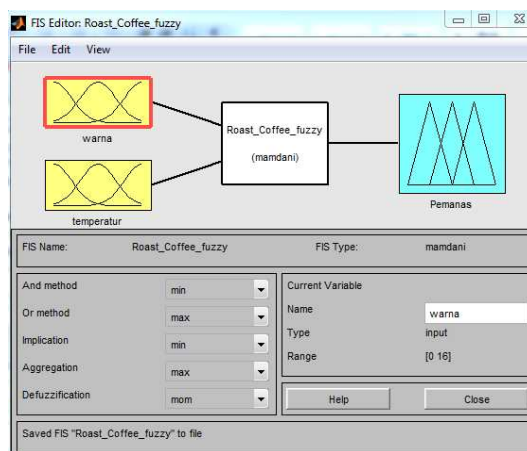 FIS Editor: Roast_Coffee_fuzzy
File Edit View
warna
temperatur
Roast_Coffee_fuzzy
(mamdani)
Pemanas
FIS Name: Roast_Coffee_fuzzy FIS Type: mamdani
And method min
Or method max
Implication min
Aggregation max
Defuzzification mom
Current Variable
Name warna
Type input
Range [0 16]
Help Close
Saved FIS "Roast_Coffee_fuzzy" to file